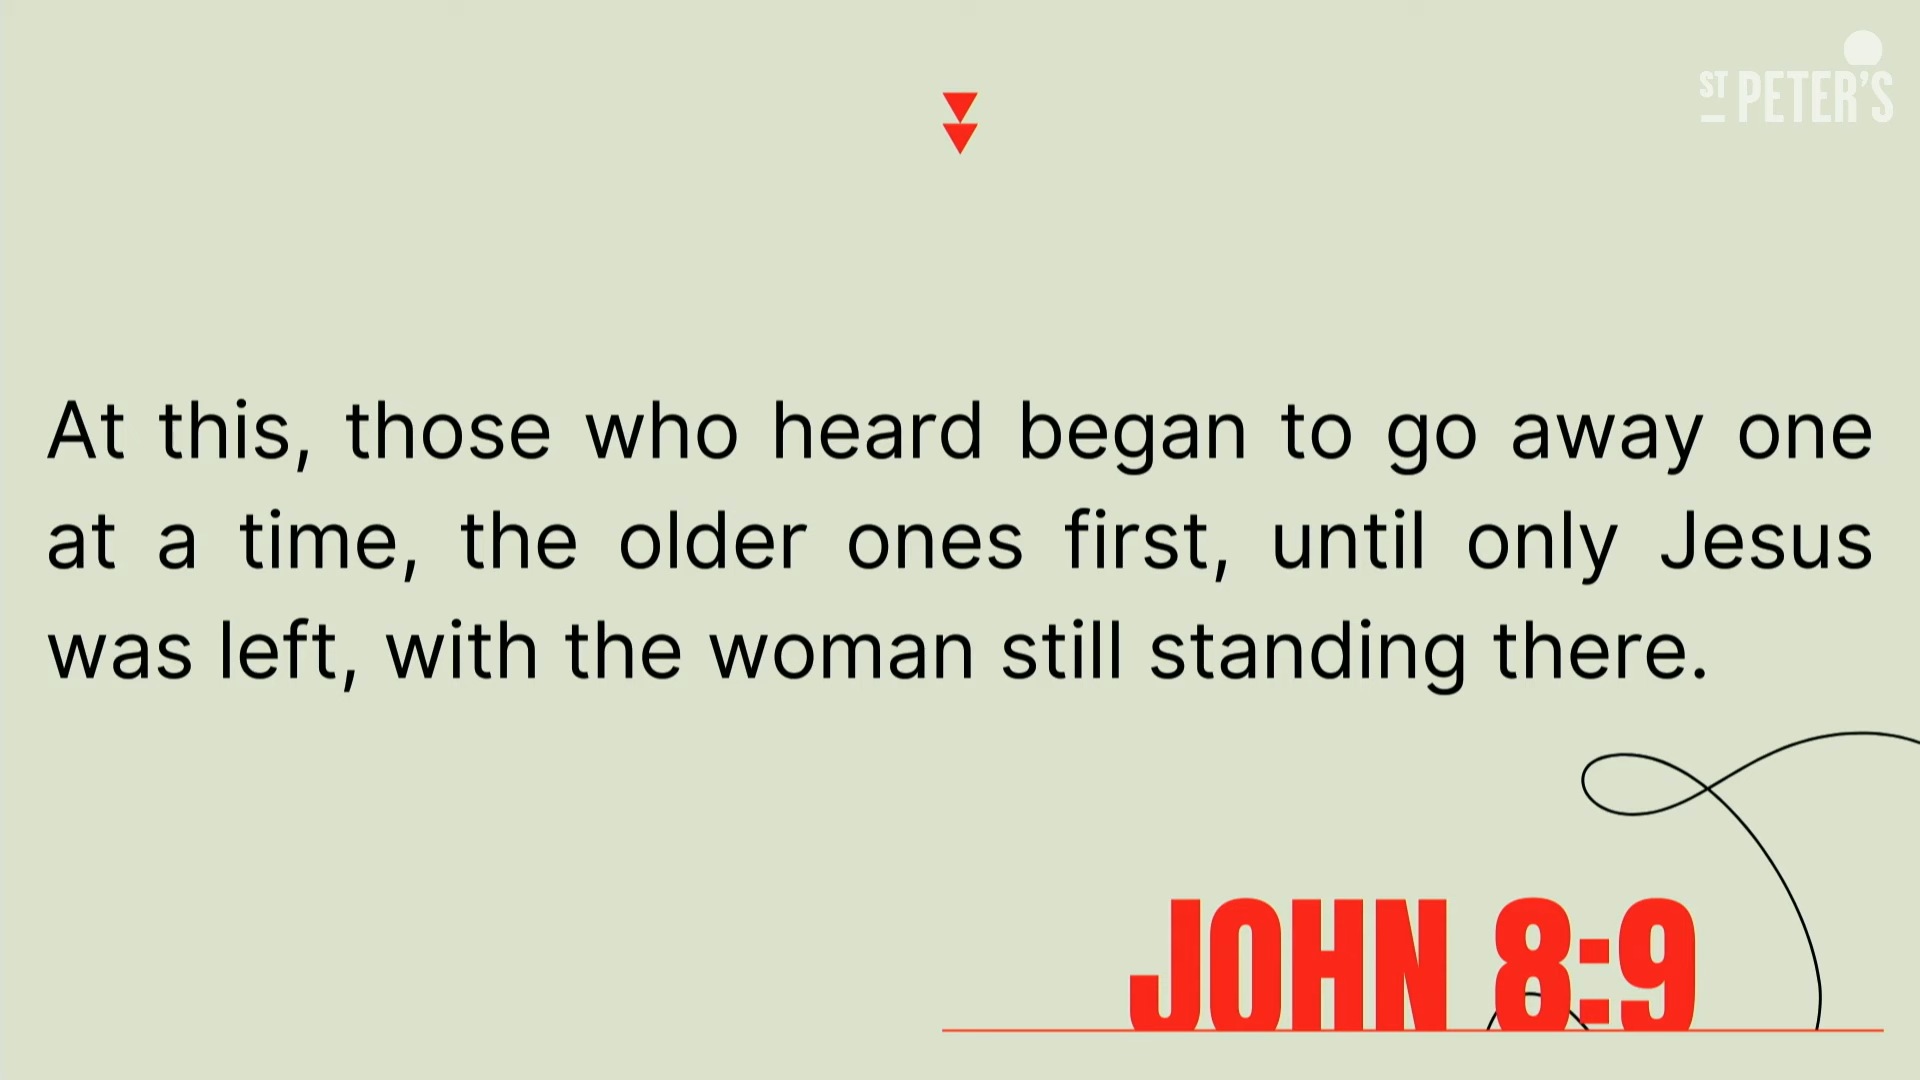 ST PETER'S
At this, those who heard began to go away one
at a time, the older ones first, until only Jesus
was left, with the woman still standing there.
JOHN 8:9